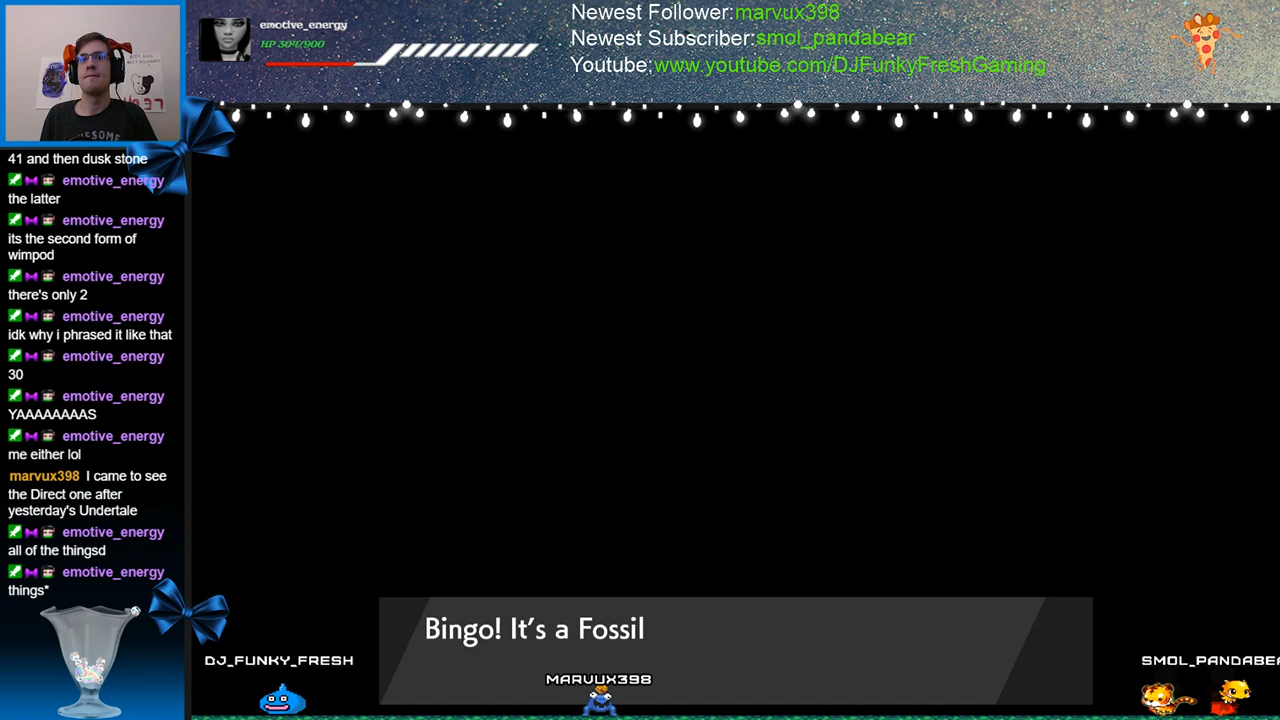 emotive_energy
HP 304/900
Newest Follower:marvux398
Newest Subscriber:smol_pandabear
Youtube;www.youtube.com/DJFunkyFreshGaming
41 and then dusk stone
emotive_energy
the latter
emotive_energy
its the second form of
wimpod
emotive_energy
there's only 2
emotive_energy
idk why i phrased it like that
emotive_energy
30
emotive_energy
YAAAAAAAAS
emotive_energy
me either lol
marvux398 I came to see
the Direct one after
yesterday's Undertale
emotive_energy
all of the thingsd
emotive_energy
things*
Bingo! It's a Fossil
DJ_FUNKY_FRESH
MARVUX398
SMOL_PANDABEA